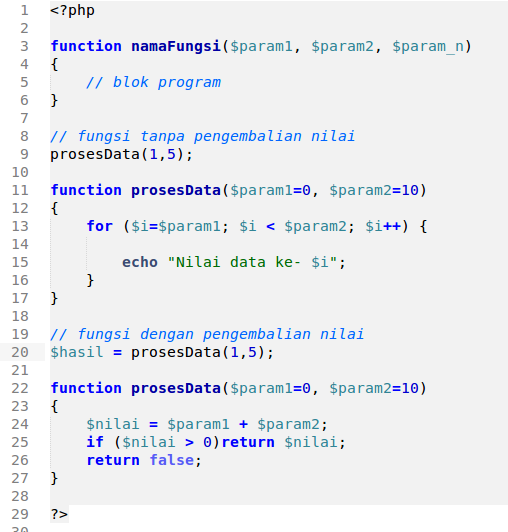 1 <?php
2
3 function namaFungsi($param1, $param2, $param_n)
4 {
5     // blok program
6 }
7
8 // fungsi tanpa pengembalian nilai
9 prosesData(1,5);
10
11 function prosesData($param1=0, $param2=10)
12 {
13     for ($i=$param1; $i < $param2; $i++) {
14
15         echo "Nilai data ke- $i";
16     }
17 }
18
19 // fungsi dengan pengembalian nilai
20 $hasil = prosesData(1,5);
21
22 function prosesData($param1=0, $param2=10)
23 {
24     $nilai = $param1 + $param2;
25     if ($nilai > 0)return $nilai;
26     return false;
27 }
28
29 ?>
30